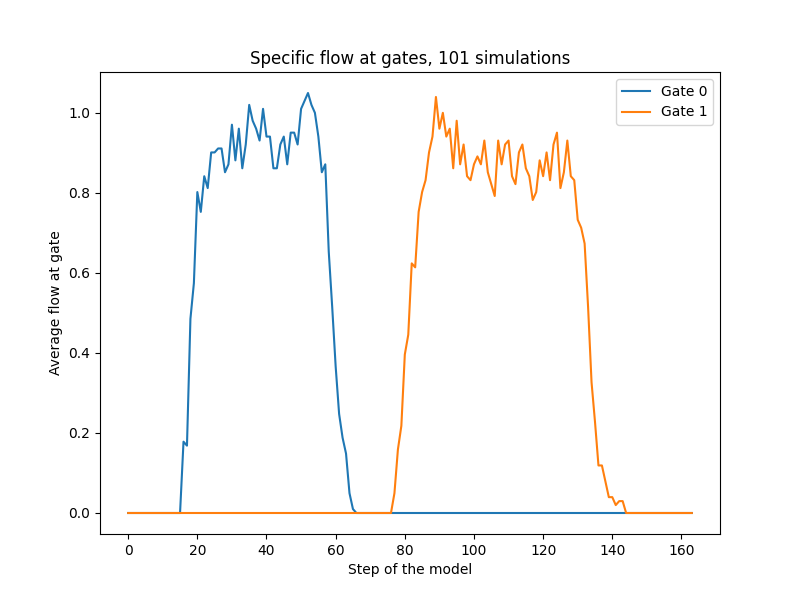 Specific flow at gates, 101 simulations
Gate 0
Gate 1
Average flow at gate
1.0
0.8
0.6
0.4
0.2
0.0
0 20 40 60 80 100 120 140 160
Step of the model